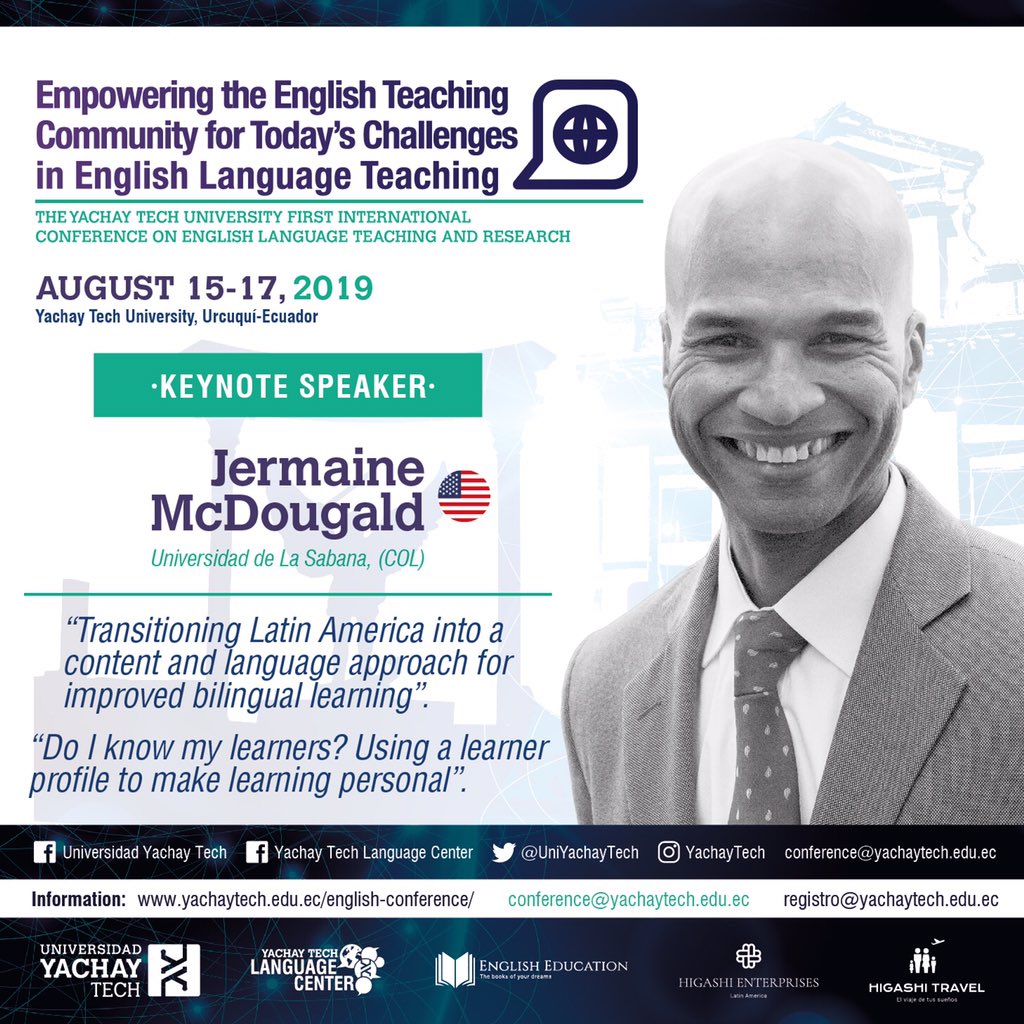 Empowering the English Teaching
Community for Today's Challenges
in English Language Teaching
THE YACHAY TECH UNIVERSITY FIRST INTERNATIONAL
CONFERENCE ON ENGLISH LANGUAGE TEACHING AND RESEARCH
AUGUST 15-17, 2019
Yachay Tech University, Urcuquí-Ecuador
·KEYNOTE SPEAKER·
Jermaine
McDougald
Universidad de La Sabana, (COL)
“Transitioning Latin America into a
content and language approach for
improved bilingual learning”.
“Do I know my learners? Using a learner
profile to make learning personal”.
Universidad Yachay Tech Yachay Tech Language Center @UniYachayTech YachayTech conference@yachaytech.edu.ec
Information: www.yachaytech.edu.ec/english-conference/ conference@yachaytech.edu.ec registro@yachaytech.edu.ec
UNIVERSIDAD
YACHAY
TECH
YACHAY TECH
LANGUAGE
CENTER
ENGLISH EDUCATION
The books of your dreams
HIGASHI ENTERPRISES
Latin America
HIGASHI TRAVEL
El viaje de tus sueños